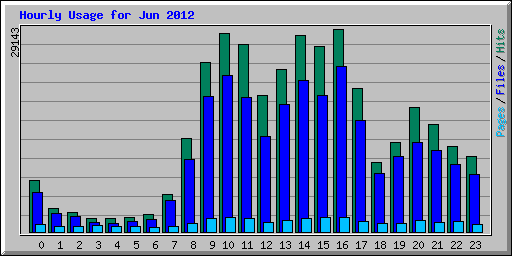 Hourly Usage for Jun 2012
29143
Pages / Files / Hits
0 1 2 3 4 5 6 7 8 9 10 11 12 13 14 15 16 17 18 19 20 21 22 23